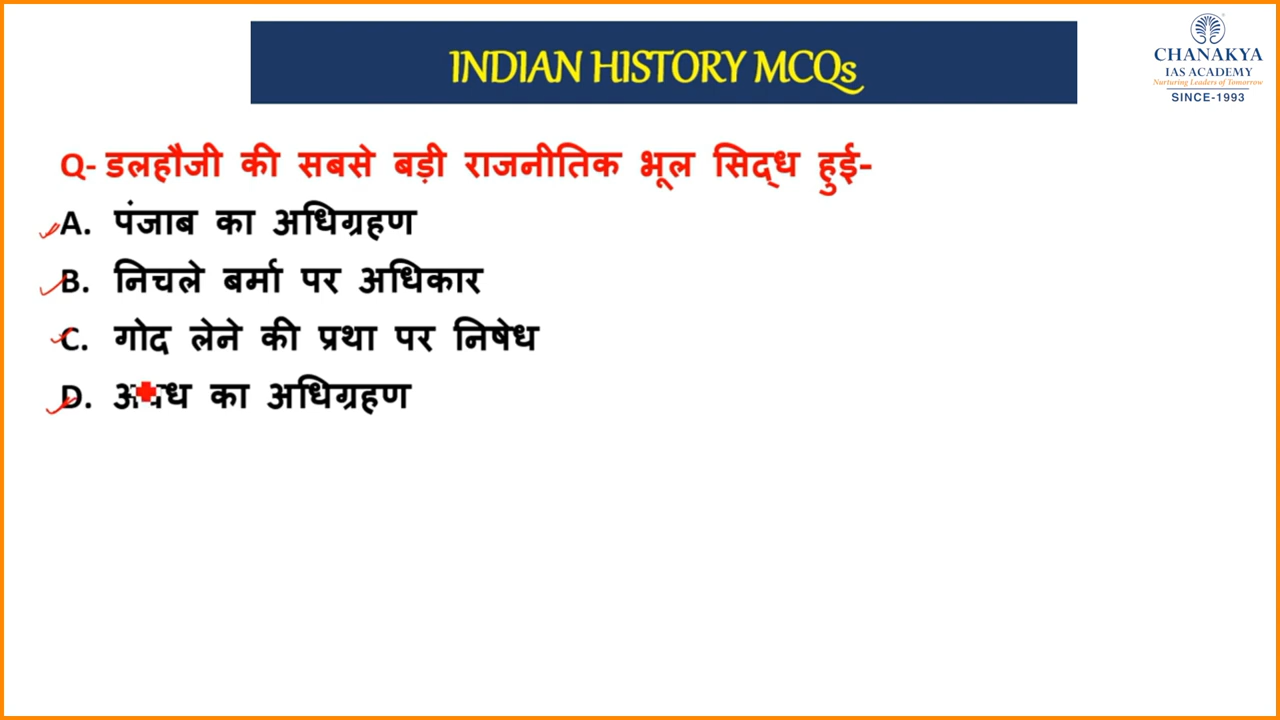 INDIAN HISTORY MCQs
CHANAKYA
IAS ACADEMY
Nurturing Leaders of Tomorrow
SINCE-1993
Q- डलहौजी की सबसे बड़ी राजनीतिक भूल सिद्ध हुई-
A. पंजाब का अधिग्रहण
B. निचले बर्मा पर अधिकार
C. गोद लेने की प्रथा पर निषेध
D. अवध का अधिग्रहण